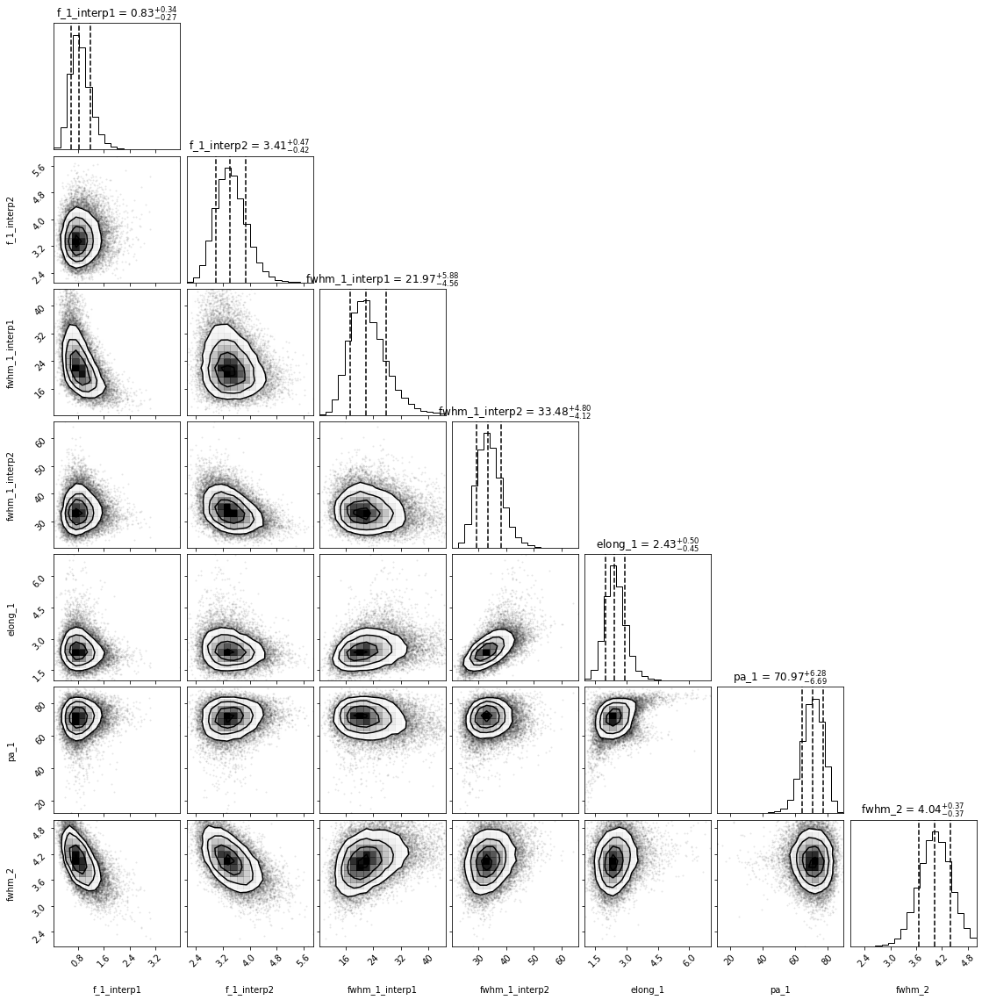 f_1_interp1 = 0.83+0.34−0.27
f_1_interp2 = 3.41+0.47−0.42
5.6
4.8
4.0
3.2
2.4
f_1_interp2
fwhm_1_interp1 = 21.97+5.88−4.56
40
32
24
16
fwhm_1_interp1
fwhm_1_interp2 = 33.48+4.80−4.12
60
50
40
30
fwhm_1_interp2
elong_1 = 2.43+0.50−0.45
6.0
4.5
3.0
1.5
elong_1
pa_1 = 70.97+6.28−6.69
80
60
40
20
pa_1
fwhm_2 = 4.04+0.37−0.37
4.8
4.2
3.6
3.0
2.4
fwhm_2
0.8 1.6 2.4 3.2 2.4 3.2 4.0 4.8 5.6 16 24 32 40 30 40 50 60 1.5 3.0 4.5 6.0 20 40 60 80 2.4 3.0 3.6 4.2 4.8
f_1_interp1 f_1_interp2 fwhm_1_interp1 fwhm_1_interp2 elong_1 pa_1 fwhm_2